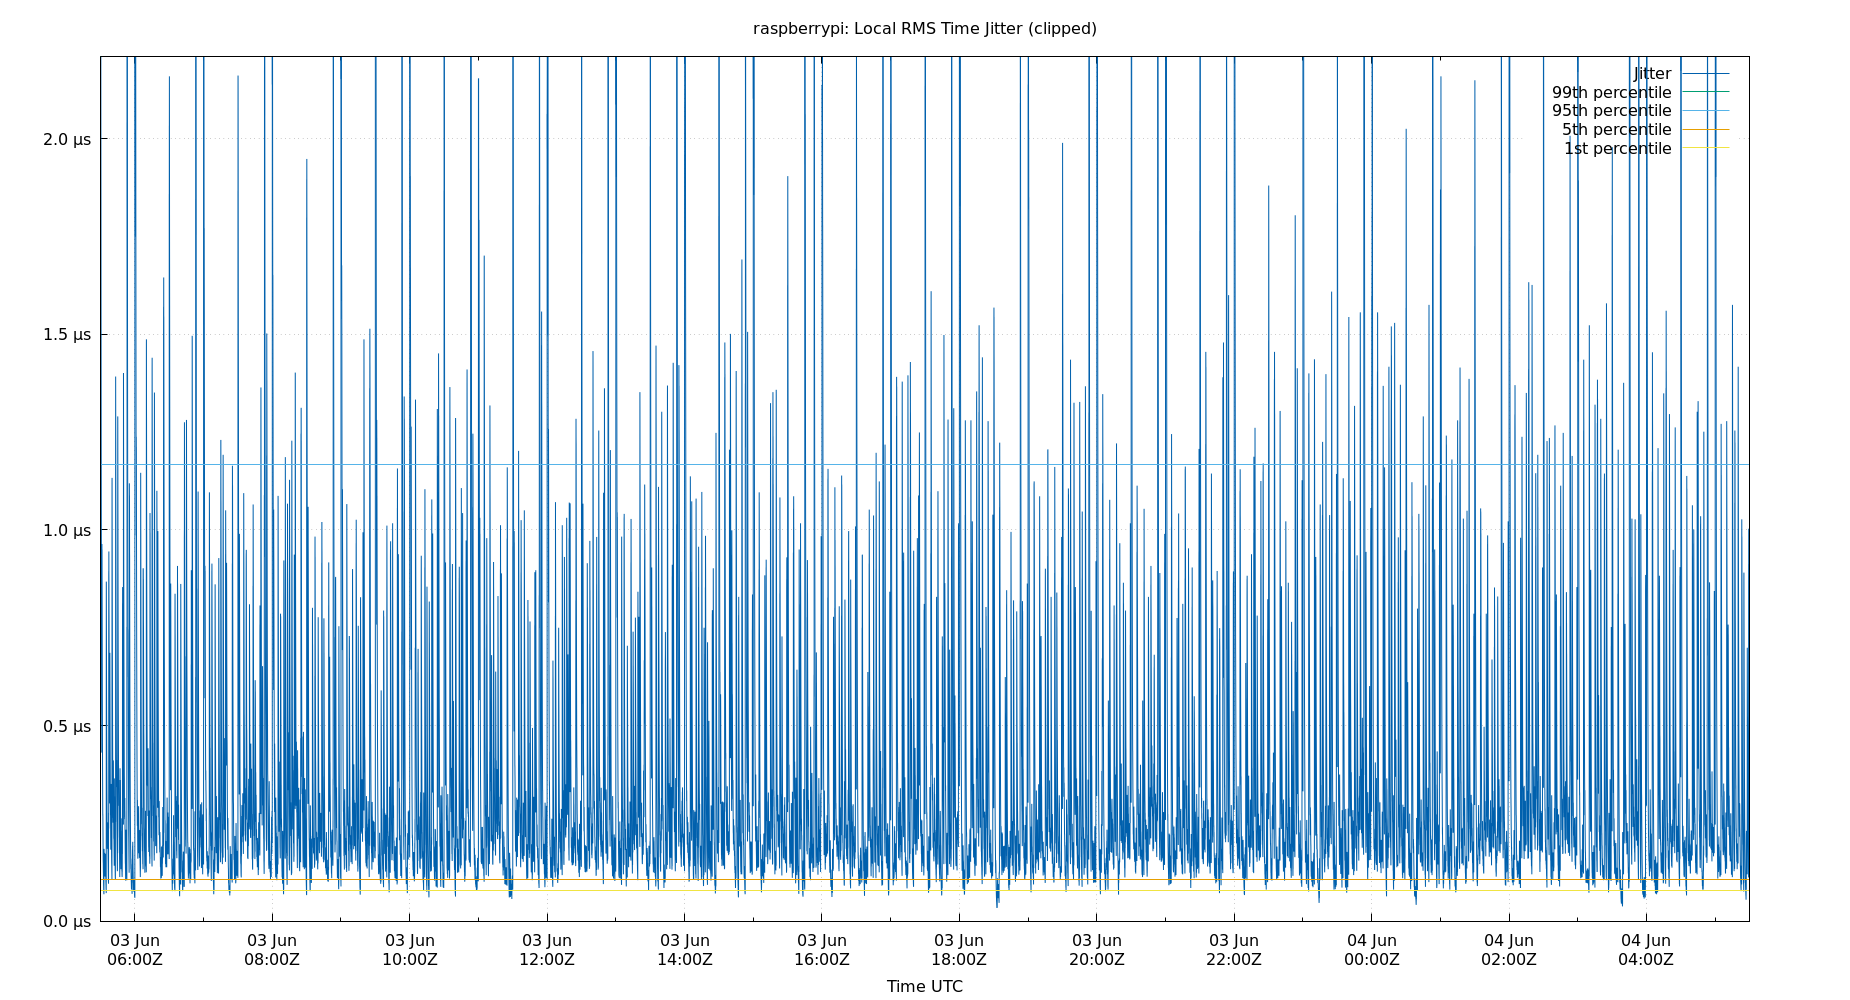 raspberrypi: Local RMS Time Jitter (clipped)
Jitter
99th percentile
95th percentile
5th percentile
1st percentile
2.0 µs
1.5 µs
1.0 µs
0.5 µs
0.0 µs
03 Jun 03 Jun 03 Jun 03 Jun 03 Jun 03 Jun 03 Jun 03 Jun 03 Jun 04 Jun 04 Jun 04 Jun
06:00Z 08:00Z 10:00Z 12:00Z 14:00Z 16:00Z 18:00Z 20:00Z 22:00Z 00:00Z 02:00Z 04:00Z
Time UTC